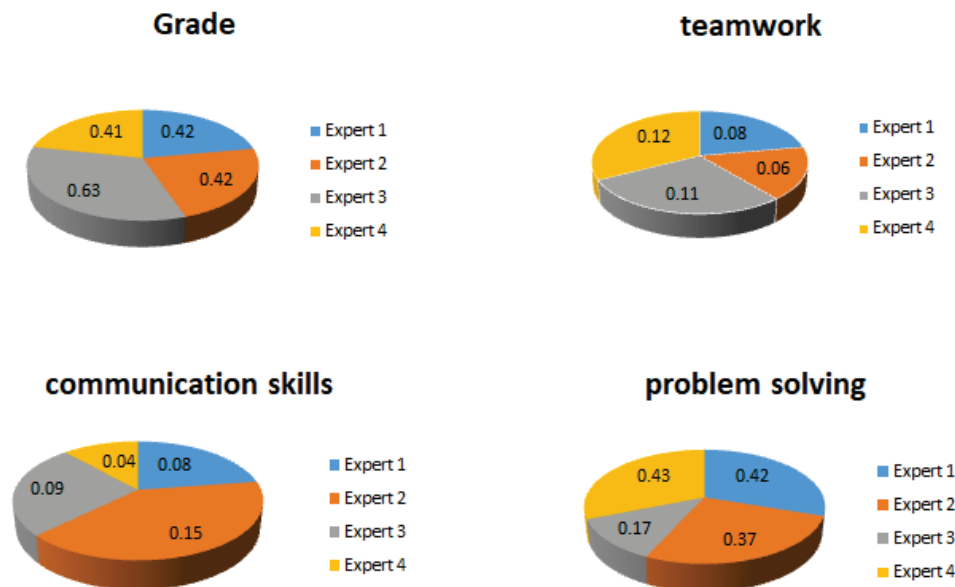 Grade
0.41
0.42
0.63
0.42
Expert 1
Expert 2
Expert 3
Expert 4
teamwork
0.12
0.08
0.06
0.11
Expert 1
Expert 2
Expert 3
Expert 4
communication skills
0.04
0.08
0.09
0.15
Expert 1
Expert 2
Expert 3
Expert 4
problem solving
0.43
0.42
0.17
0.37
Expert 1
Expert 2
Expert 3
Expert 4